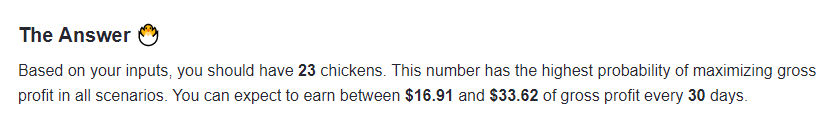 The Answer 🐣
Based on your inputs, you should have 23 chickens. This number has the highest probability of maximizing gross
profit in all scenarios. You can expect to earn between $16.91 and $33.62 of gross profit every 30 days.